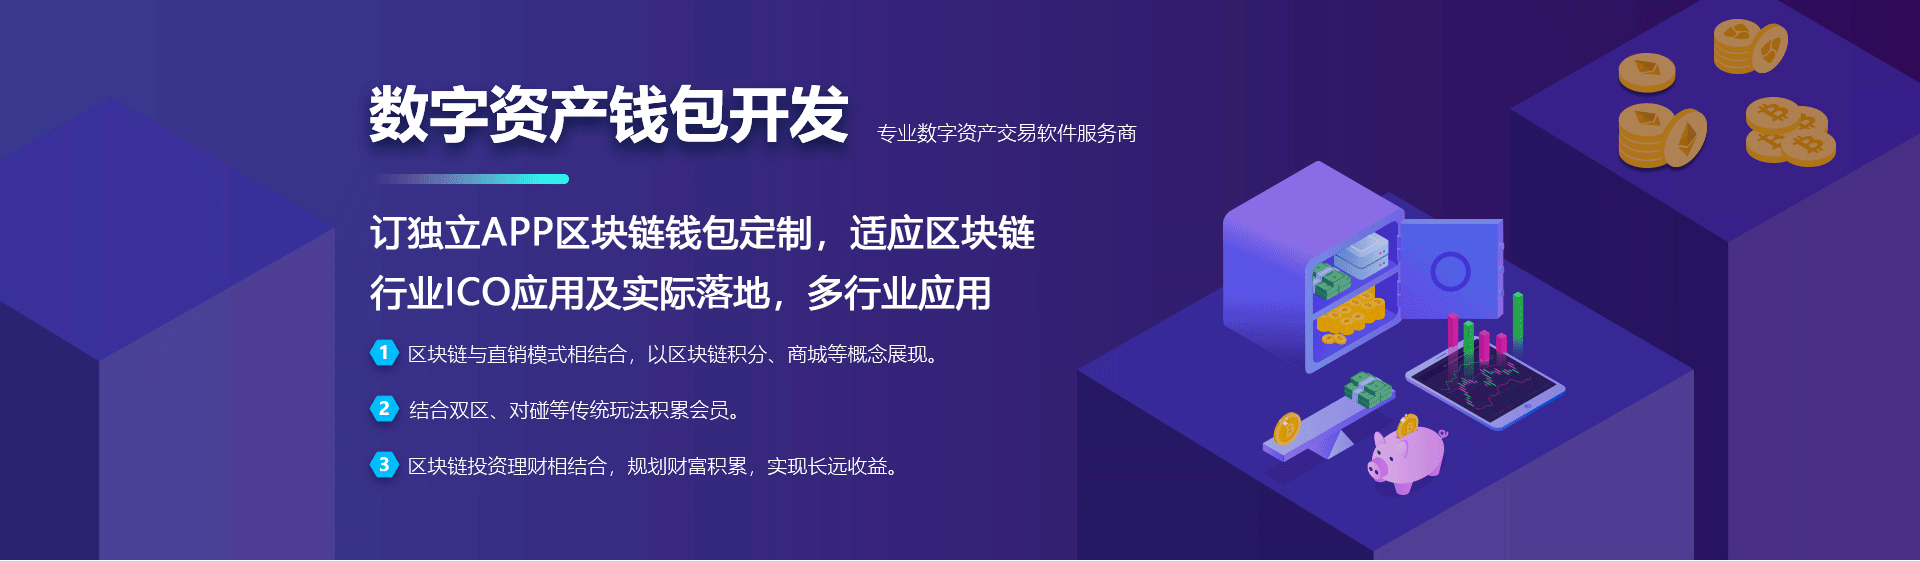 数字资产钱包开发
专业数字资产交易软件服务商
订独立APP区块链钱包定制，适应区块链
行业ICO应用及实际落地，多行业应用
1 区块链与直销模式相结合，以区块链积分、商城等概念展现。
2 结合双区、对碰等传统玩法积累会员。
3 区块链投资理财相结合，规划财富积累，实现长远收益。